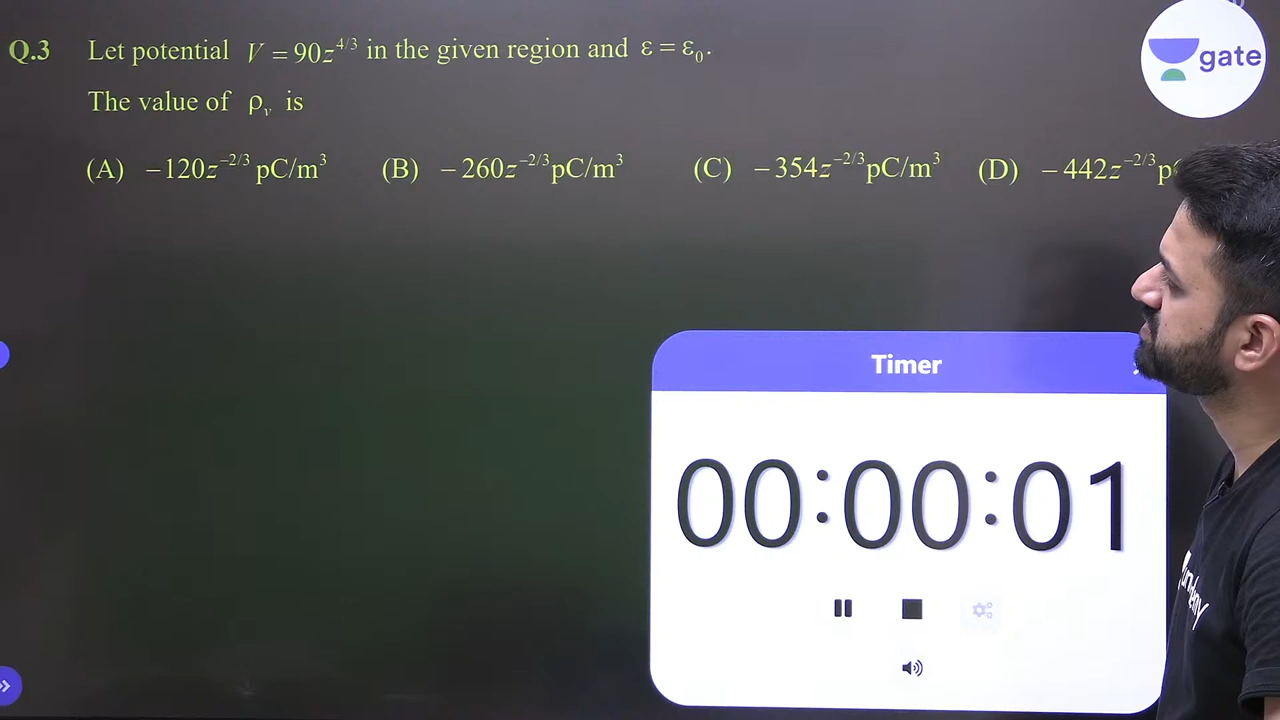 Q.3 Let potential V = 90z^{4/3} in the given region and ε = ε₀.
gate
The value of ρᵥ is
(A) −120z^{−2/3} pC/m³ (B) −260z^{−2/3} pC/m³ (C) −354z^{−2/3} pC/m³ (D) −442z^{−2/3}
Timer
00:00:01